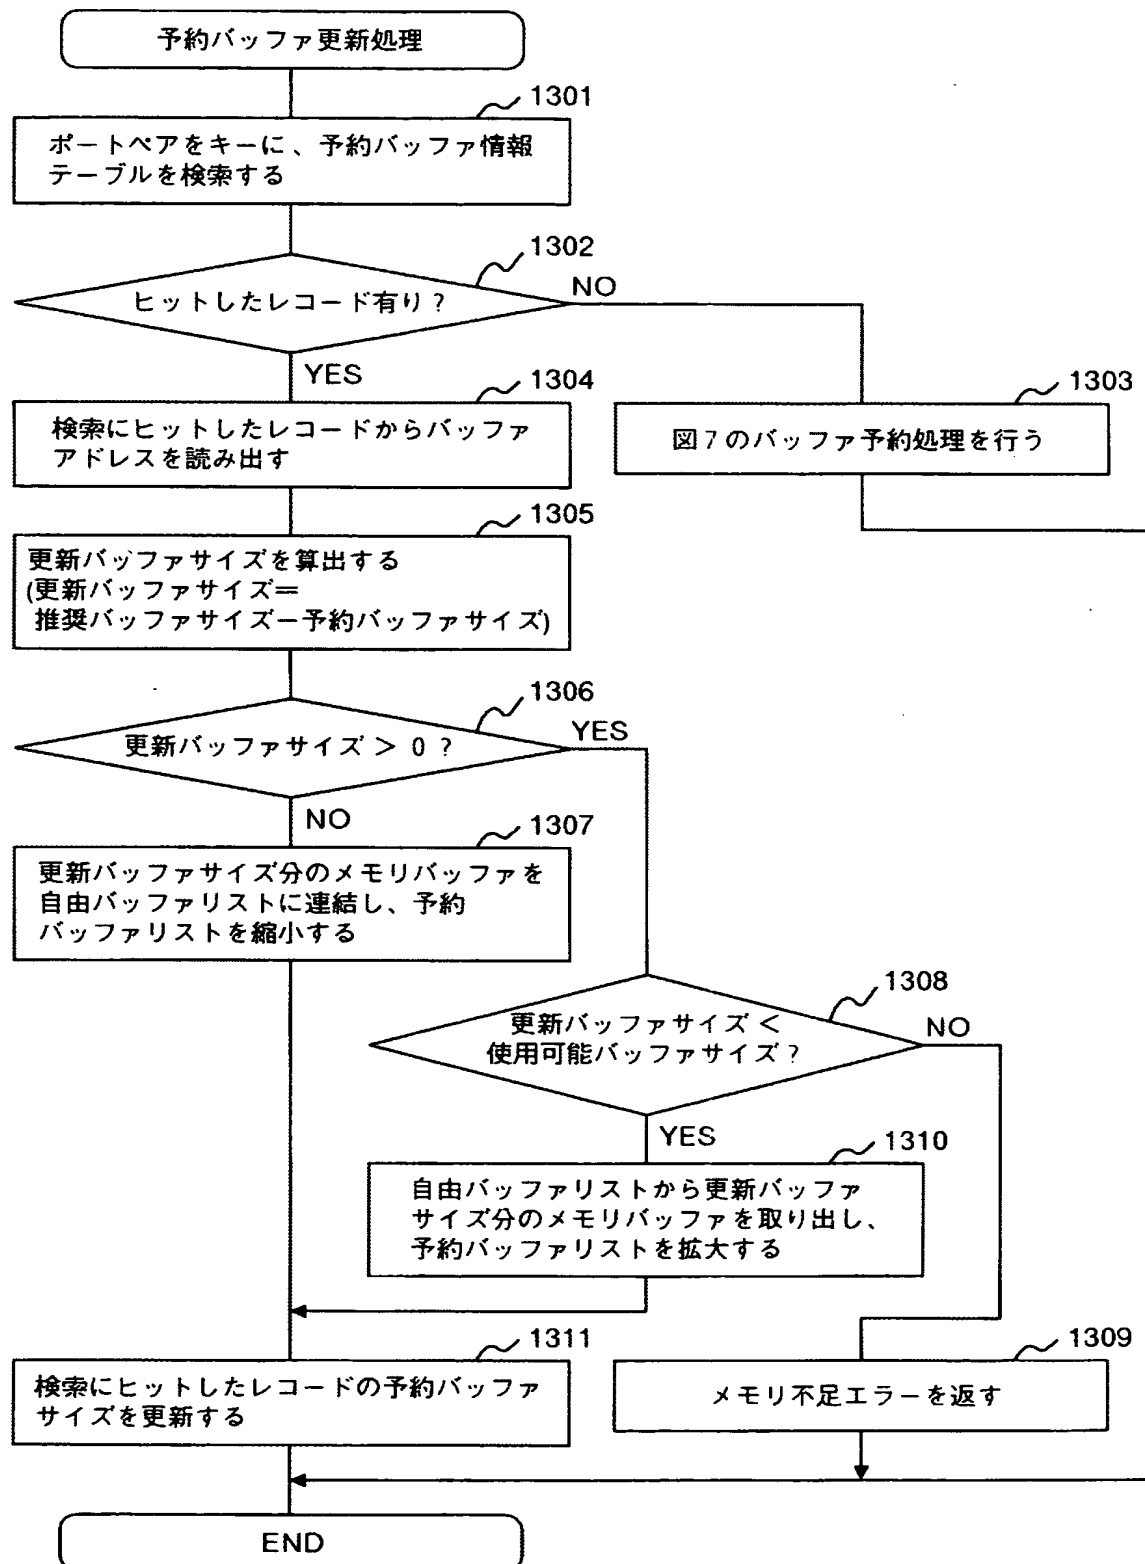 予約バッファ更新処理
1301
ポートペアをキーに、予約バッファ情報
テーブルを検索する
1302
ヒットしたレコード有り？
NO
YES
1304
検索にヒットしたレコードからバッファ
アドレスを読み出す
1303
図7のバッファ予約処理を行う
1305
更新バッファサイズを算出する
(更新バッファサイズ＝
推奨バッファサイズー予約バッファサイズ)
1306
更新バッファサイズ ＞ 0 ？
YES
NO
1307
更新バッファサイズ分のメモリバッファを
自由バッファリストに連結し、予約
バッファリストを縮小する
1308
更新バッファサイズ ＜
使用可能バッファサイズ？
NO
YES
1310
自由バッファリストから更新バッファ
サイズ分のメモリバッファを取り出し、
予約バッファリストを拡大する
1311
検索にヒットしたレコードの予約バッファ
サイズを更新する
1309
メモリ不足エラーを返す
END